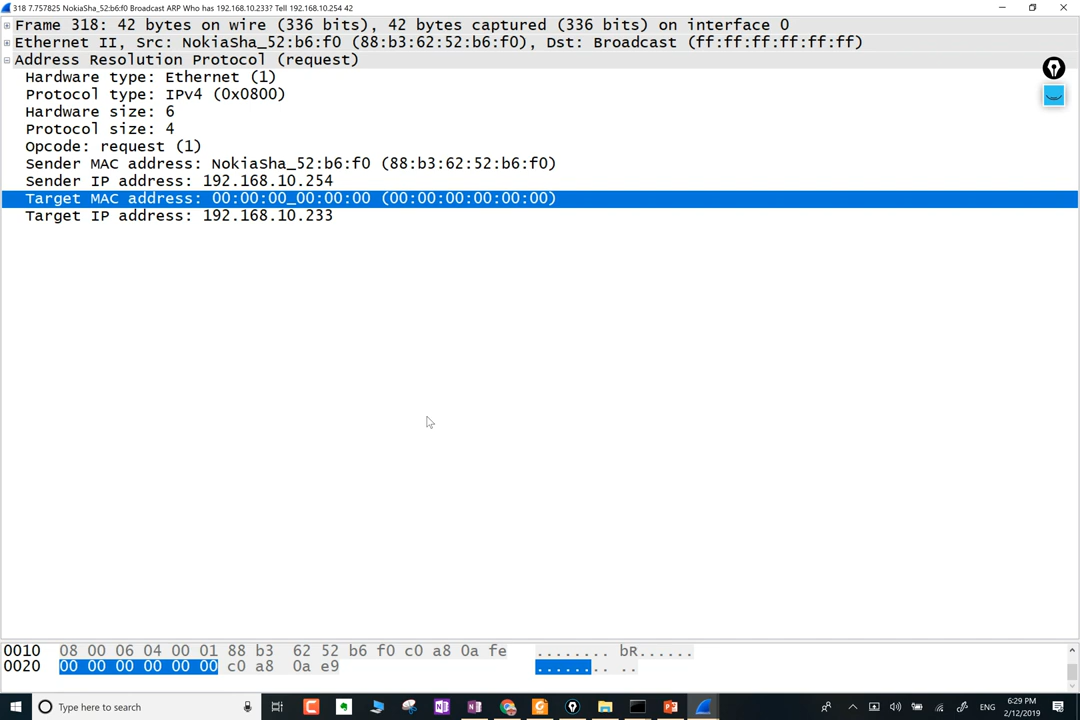 318 7.757825 NokiaSha_52:b6:f0 Broadcast ARP Who has 192.168.10.233? Tell 192.168.10.254 42
Frame 318: 42 bytes on wire (336 bits), 42 bytes captured (336 bits) on interface 0
Ethernet II, Src: NokiaSha_52:b6:f0 (88:b3:62:52:b6:f0), Dst: Broadcast (ff:ff:ff:ff:ff:ff)
Address Resolution Protocol (request)
Hardware type: Ethernet (1)
Protocol type: IPv4 (0x0800)
Hardware size: 6
Protocol size: 4
Opcode: request (1)
Sender MAC address: NokiaSha_52:b6:f0 (88:b3:62:52:b6:f0)
Sender IP address: 192.168.10.254
Target MAC address: 00:00:00_00:00:00 (00:00:00:00:00:00)
Target IP address: 192.168.10.233
0010 08 00 06 04 00 01 88 b3 62 52 b6 f0 c0 a8 0a fe ........ bR......
0020 00 00 00 00 00 00 c0 a8 0a e9 ........ ..
Type here to search
ENG
6:29 PM
2/12/2019